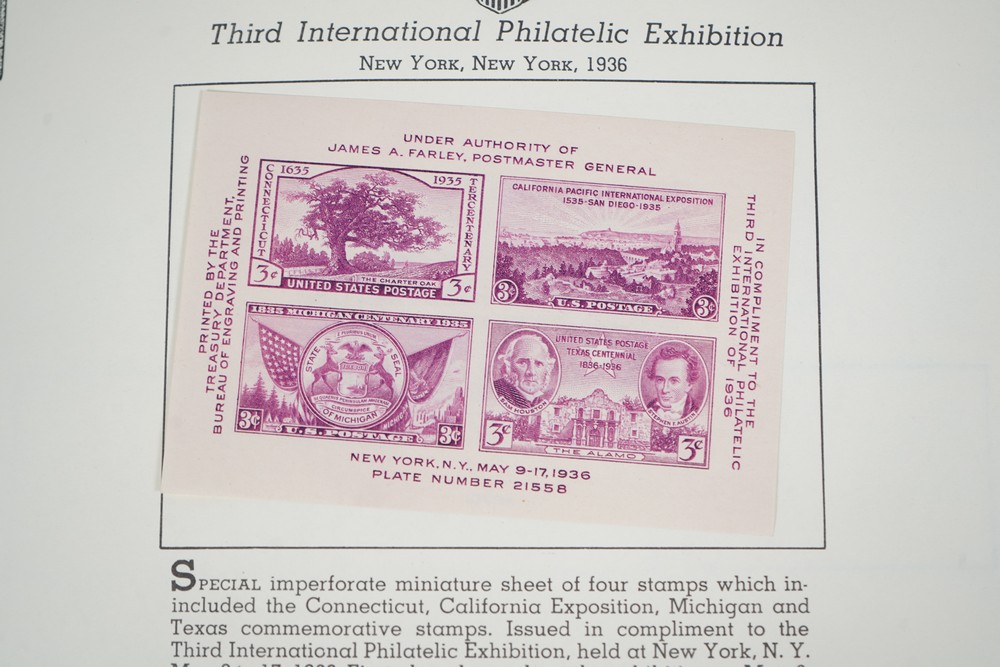 Third International Philatelic Exhibition
NEW YORK, NEW YORK, 1936
UNDER AUTHORITY OF
JAMES A. FARLEY, POSTMASTER GENERAL
PRINTED BY THE
TREASURY DEPARTMENT,
BUREAU OF ENGRAVING AND PRINTING
CONNECTICUT
1635
1935
TERCENTENARY
THE CHARTER OAK
3¢
UNITED STATES POSTAGE
3¢
CALIFORNIA PACIFIC INTERNATIONAL EXPOSITION
1535-SAN DIEGO-1935
3¢
U.S. POSTAGE
3¢
1835 MICHIGAN CENTENARY 1935
STATE SEAL
CIRCUMSPICE
OF MICHIGAN
3¢
U.S. POSTAGE
3¢
UNITED STATES POSTAGE
TEXAS CENTENNIAL
1836-1936
SAM HOUSTON
STEPHEN F. AUSTIN
3¢
THE ALAMO
3¢
IN COMPLIMENT TO THE
THIRD INTERNATIONAL PHILATELIC
EXHIBITION OF 1936
NEW YORK, N.Y., MAY 9-17, 1936
PLATE NUMBER 21558
SPECIAL imperforate miniature sheet of four stamps which in-
included the Connecticut, California Exposition, Michigan and
Texas commemorative stamps. Issued in compliment to the
Third International Philatelic Exhibition, held at New York, N. Y.